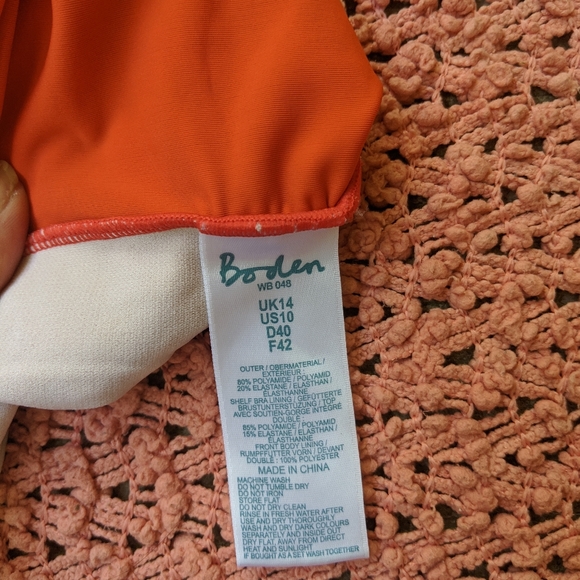 Boden
WB 048
UK14
US10
D40
F42
OUTER / OBERMATERIAL /
EXTERIEUR :
80% POLYAMIDE / POLYAMID
20% ELASTANE / ELASTHAN /
ÉLASTHANNE
SHELF BRA LINING / GEFÜTTERTE
BRUSTUNTERSTÜTZUNG / TOP
AVEC SOUTIEN-GORGE INTÉGRÉ
DOUBLE :
85% POLYAMIDE / POLYAMID
15% ELASTANE / ELASTHAN /
ÉLASTHANNE
FRONT BODY LINING /
RUMPFFUTTER VORN / DEVANT
DOUBLE : 100% POLYESTER
MADE IN CHINA
MACHINE WASH
DO NOT TUMBLE DRY
DO NOT IRON
STORE FLAT
DO NOT DRY CLEAN
RINSE IN FRESH WATER AFTER
USE AND DRY THOROUGHLY
WASH AND DRY DARK COLOURS
SEPARATELY AND INSIDE OUT
DRY FLAT, AWAY FROM DIRECT
HEAT AND SUNLIGHT
IF BOUGHT AS A SET WASH TOGETHER